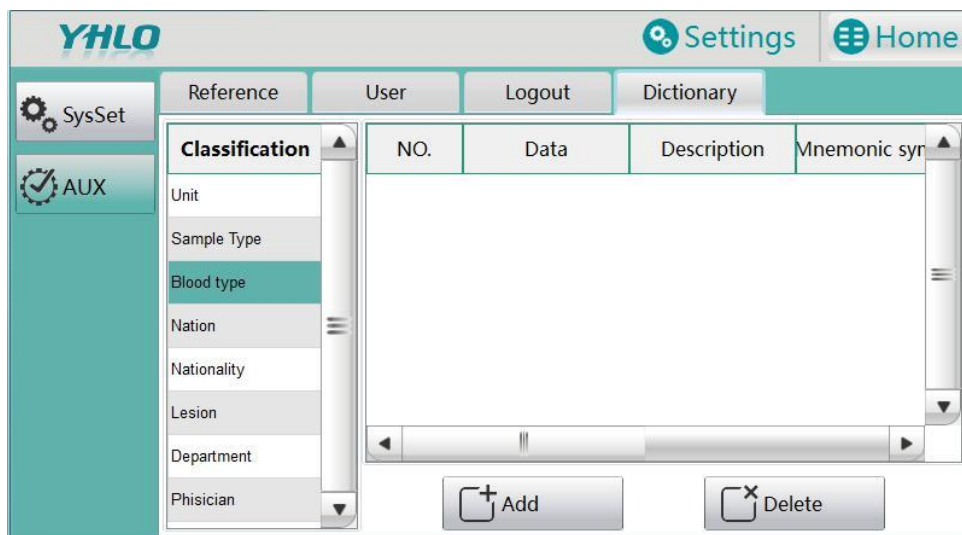 YHLO
Settings
Home
SysSet
AUX
Reference
User
Logout
Dictionary
Classification
Unit
Sample Type
Blood type
Nation
Nationality
Lesion
Department
Phisician
NO.
Data
Description
Mnemonic syn
Add
Delete